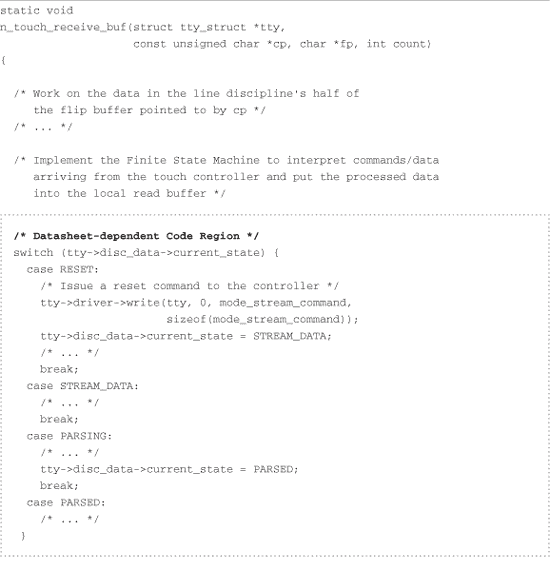 static void
n_touch_receive_buf(struct tty_struct *tty,
                    const unsigned char *cp, char *fp, int count)
{

  /* Work on the data in the line discipline's half of
     the flip buffer pointed to by cp */
  /* ... */

  /* Implement the Finite State Machine to interpret commands/data
     arriving from the touch controller and put the processed data
     into the local read buffer */

  /* Datasheet-dependent Code Region */
  switch (tty->disc_data->current_state) {
    case RESET:
      /* Issue a reset command to the controller */
      tty->driver->write(tty, 0, mode_stream_command,
                         sizeof(mode_stream_command));
      tty->disc_data->current_state = STREAM_DATA;
      /* ... */
      break;
    case STREAM_DATA:
      /* ... */
      break;
    case PARSING:
      /* ... */
      tty->disc_data->current_state = PARSED;
      break;
    case PARSED:
      /* ... */
   }